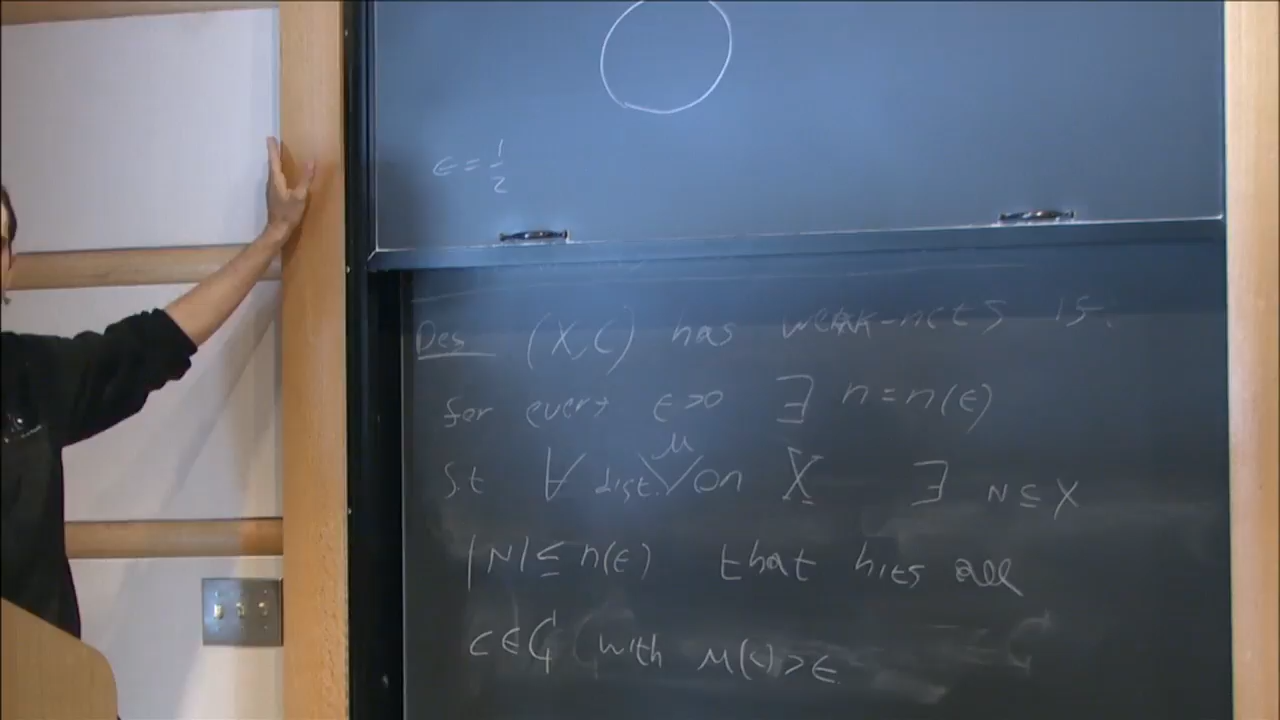 ϵ = 1/2
Def (X, C) has weak-nets if:
for every ϵ>0 ∃ n = n(ϵ)
s.t ∀ dist. μ on X ∃ N ⊆ X
|N| ≤ n(ϵ) that hits all
c ∈ C with μ(c) > ϵ.